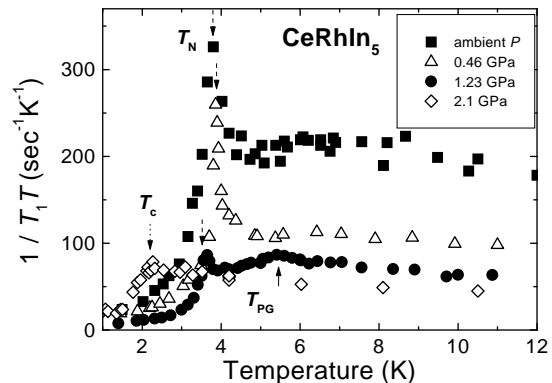 CeRhIn5
ambient P
0.46 GPa
1.23 GPa
2.1 GPa
TN
Tc
TPG
300
200
100
0
2 4 6 8 10 12
1 / T1T (sec-1K-1)
Temperature (K)